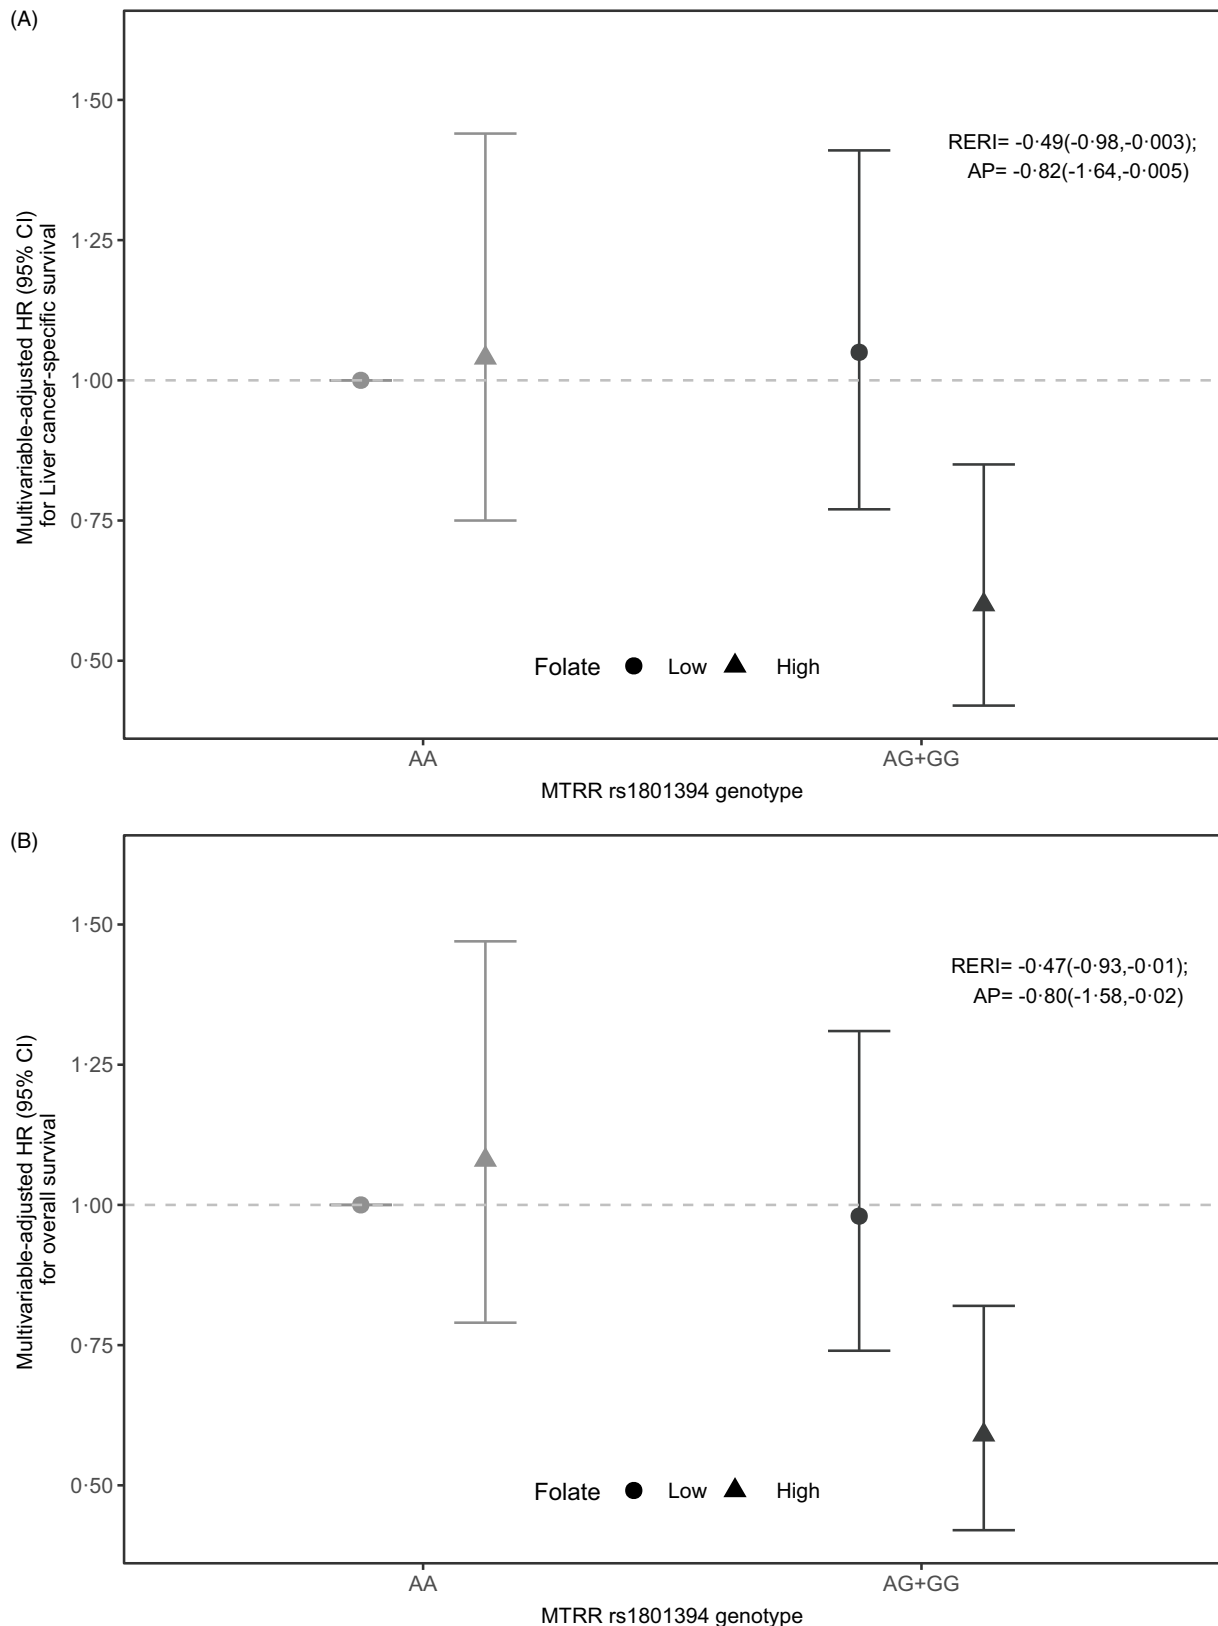 (A)
Multivariable-adjusted HR (95% CI)
for Liver cancer-specific survival
1·50
1·25
1·00
0·75
0·50
RERI= -0·49(-0·98,-0·003);
AP= -0·82(-1·64,-0·005)
Folate Low High
AA AG+GG
MTRR rs1801394 genotype
(B)
Multivariable-adjusted HR (95% CI)
for overall survival
1·50
1·25
1·00
0·75
0·50
RERI= -0·47(-0·93,-0·01);
AP= -0·80(-1·58,-0·02)
Folate Low High
AA AG+GG
MTRR rs1801394 genotype